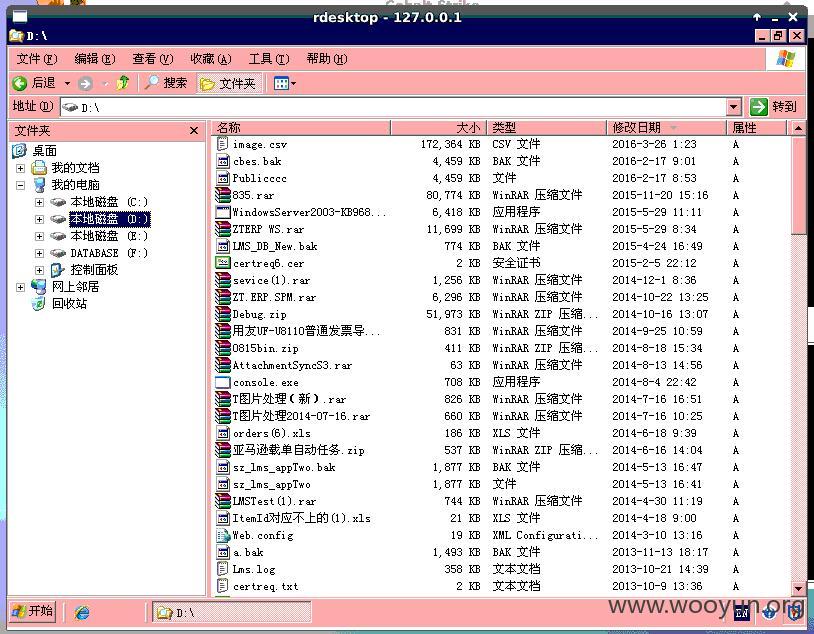 Cobalt Strike
rdesktop - 127.0.0.1
D:\
文件(F) 编辑(E) 查看(V) 收藏(A) 工具(T) 帮助(H)
后退 搜索 文件夹
地址(D) D:\ 转到
文件夹
桌面
我的文档
我的电脑
本地磁盘 (C:)
本地磁盘 (D:)
本地磁盘 (E:)
DATABASE (F:)
控制面板
网上邻居
回收站
名称 大小 类型 修改日期 属性
image.csv 172,364 KB CSV 文件 2016-3-26 1:23 A
cbes.bak 4,459 KB BAK 文件 2016-2-17 9:01 A
Publicccc 4,459 KB 文件 2016-2-17 8:53 A
835.rar 80,774 KB WinRAR 压缩文件 2015-11-20 15:16 A
WindowsServer2003-KB968... 6,418 KB 应用程序 2015-5-29 11:11 A
ZTERP WS.rar 11,699 KB WinRAR 压缩文件 2015-5-29 8:34 A
LMS_DB_New.bak 774 KB BAK 文件 2015-4-24 16:49 A
certreq6.cer 2 KB 安全证书 2015-2-5 22:12 A
sevice(1).rar 1,256 KB WinRAR 压缩文件 2014-12-1 8:36 A
ZT.ERP.SPM.rar 6,296 KB WinRAR 压缩文件 2014-10-22 13:25 A
Debug.zip 51,973 KB WinRAR ZIP 压缩... 2014-10-16 13:07 A
用友UF-U8110普通发票导... 831 KB WinRAR 压缩文件 2014-9-25 10:59 A
0815bin.zip 411 KB WinRAR ZIP 压缩... 2014-8-18 15:34 A
AttachmentSyncS3.rar 63 KB WinRAR 压缩文件 2014-8-13 14:56 A
console.exe 708 KB 应用程序 2014-8-4 22:42 A
T图片处理（新）.rar 826 KB WinRAR 压缩文件 2014-7-16 16:51 A
T图片处理2014-07-16.rar 660 KB WinRAR 压缩文件 2014-7-16 10:25 A
orders(6).xls 186 KB XLS 文件 2014-6-18 9:39 A
亚马逊载单自动任务.zip 537 KB WinRAR ZIP 压缩... 2014-6-16 14:04 A
sz_lms_appTwo.bak 1,877 KB BAK 文件 2014-5-13 16:47 A
sz_lms_appTwo 1,877 KB 文件 2014-5-13 16:41 A
LMSTest(1).rar 744 KB WinRAR 压缩文件 2014-4-30 11:19 A
ItemId对应不上的(1).xls 21 KB XLS 文件 2014-4-18 9:00 A
Web.config 19 KB XML Configurati... 2014-3-10 13:16 A
a.bak 1,493 KB BAK 文件 2013-11-13 18:17 A
Lms.log 358 KB 文本文档 2013-10-21 14:39 A
certreq.txt 2 KB 文本文档 2013-10-9 13:36 A
开始 D:\ EN
www.wooyun.org